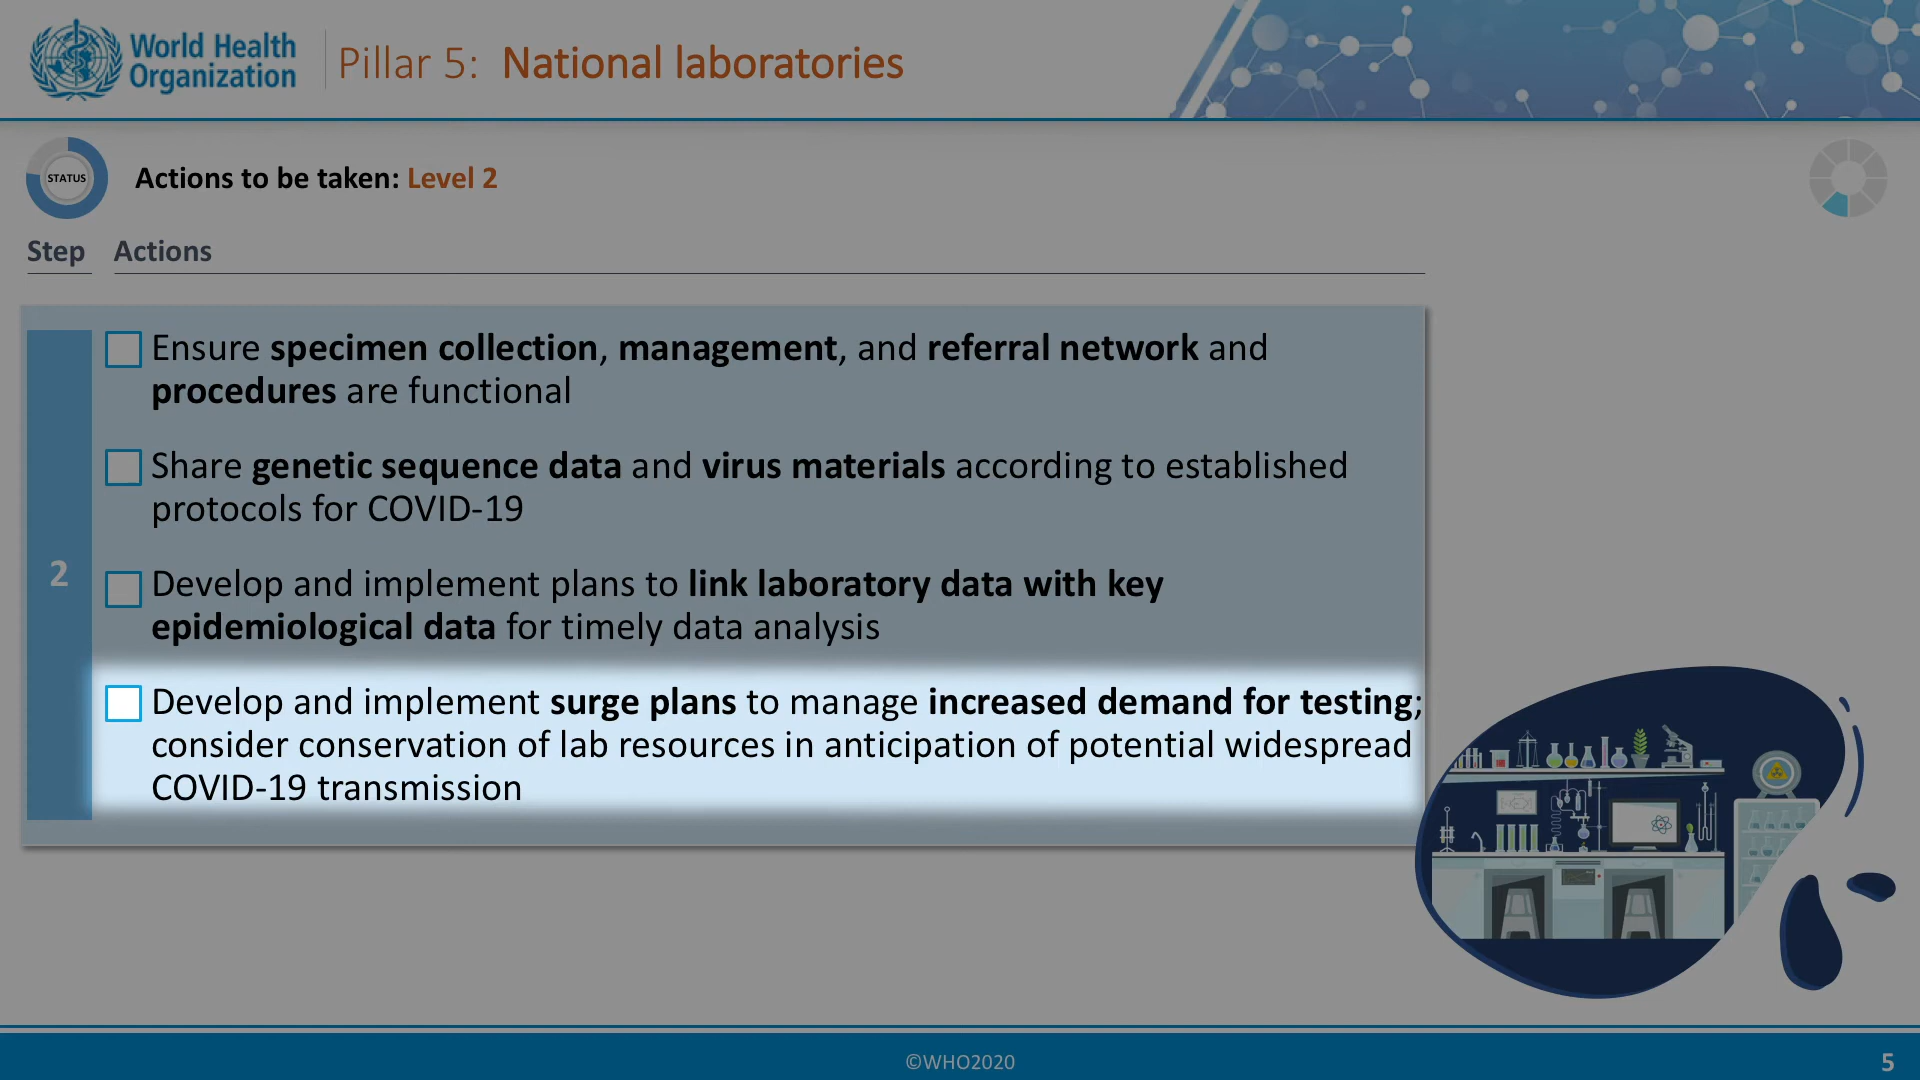 World Health
Organization
Pillar 5: National laboratories
STATUS
Actions to be taken: Level 2
Step Actions
2
Ensure specimen collection, management, and referral network and
procedures are functional
Share genetic sequence data and virus materials according to established
protocols for COVID-19
Develop and implement plans to link laboratory data with key
epidemiological data for timely data analysis
Develop and implement surge plans to manage increased demand for testing;
consider conservation of lab resources in anticipation of potential widespread
COVID-19 transmission
©WHO2020
5